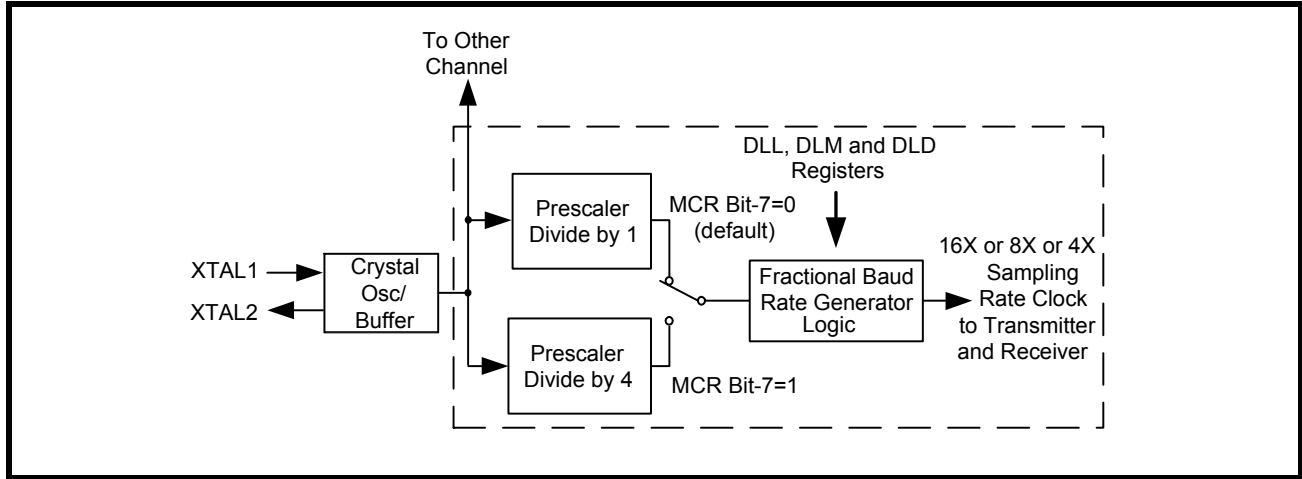 To Other
Channel
DLL, DLM and DLD
Registers
Prescaler
Divide by 1
MCR Bit-7=0
(default)
16X or 8X or 4X
Sampling
Rate Clock
to Transmitter
and Receiver
XTAL1
XTAL2
Crystal
Osc/
Buffer
Fractional Baud
Rate Generator
Logic
Prescaler
Divide by 4
MCR Bit-7=1